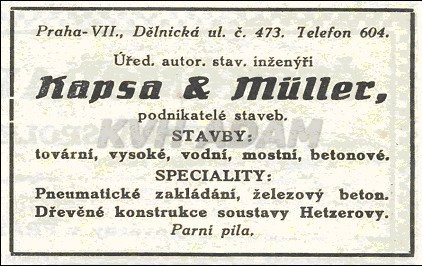 Praha-VII., Dělnická ul. č. 473. Telefon 604.
Úřed. autor. stav. inženýři
Kapsa & Müller,
podnikatelé staveb.
STAVBY:
tovární, vysoké, vodní, mostní, betonové.
SPECIALITY:
Pneumatické zakládání, železový beton.
Dřevěné konstrukce soustavy Hetzerovy.
Parní pila.